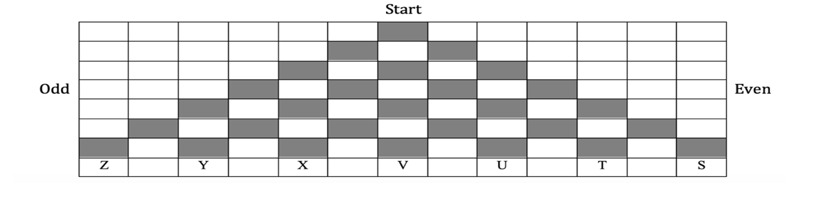 Start
Odd
Even
Z Y X V U T S